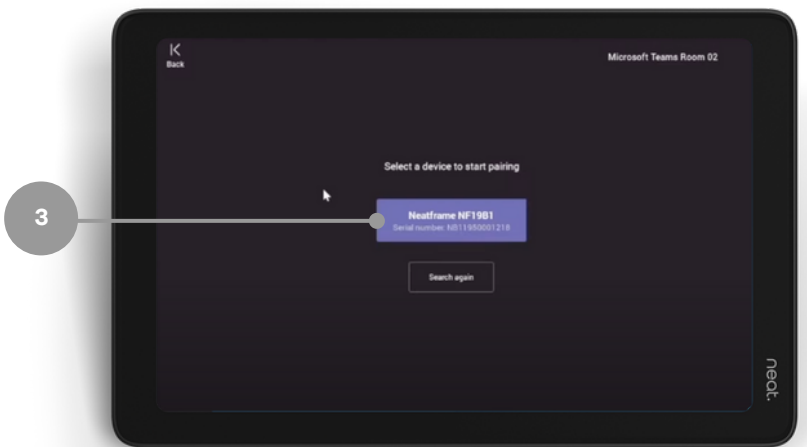 Back
Microsoft Teams Room 02
Select a device to start pairing
3
Neatframe NF19B1
Serial number: NB11950001218
Search again
neat.